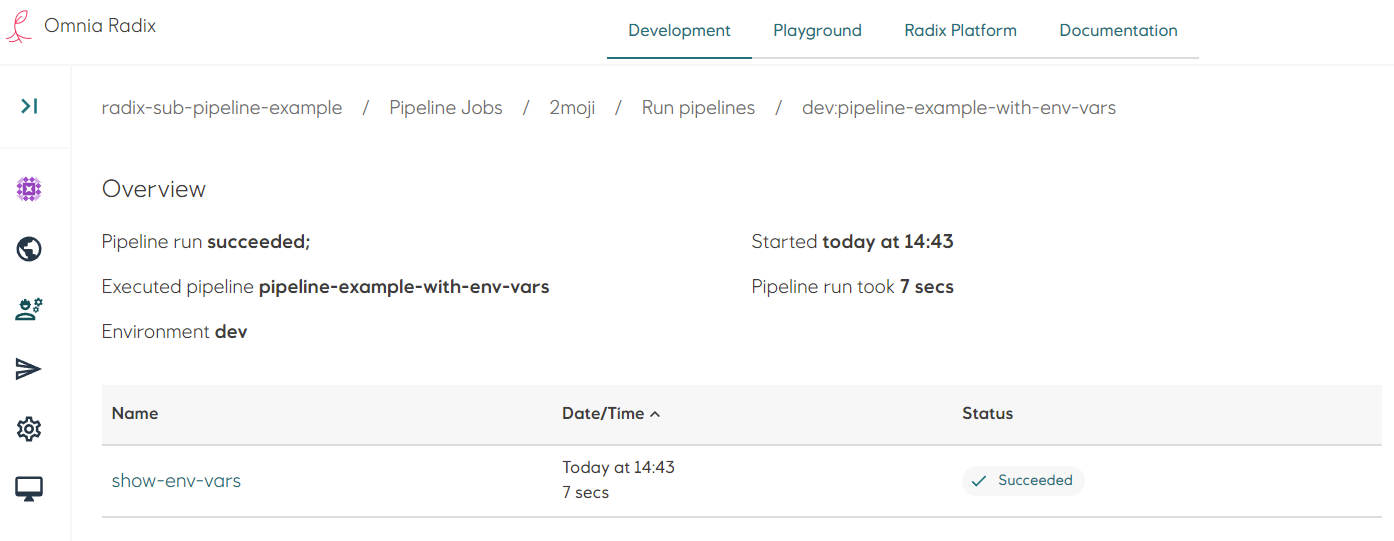 Omnia Radix
Development Playground Radix Platform Documentation
radix-sub-pipeline-example / Pipeline Jobs / 2moji / Run pipelines / dev:pipeline-example-with-env-vars
Overview
Pipeline run succeeded;
Started today at 14:43
Executed pipeline pipeline-example-with-env-vars
Pipeline run took 7 secs
Environment dev
Name Date/Time Status
show-env-vars Today at 14:43 Succeeded
7 secs